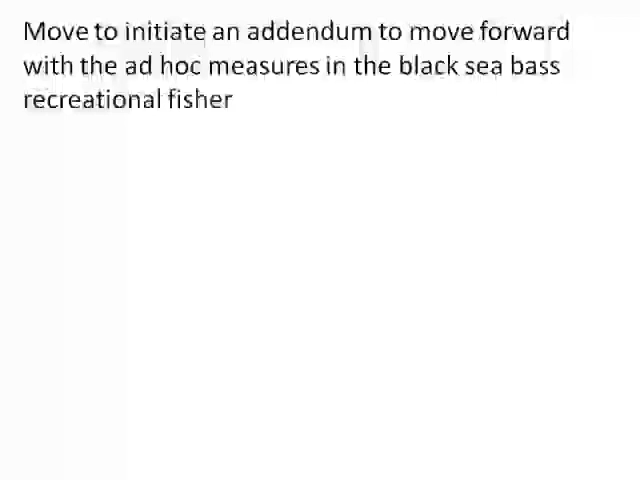 Move to initiate an addendum to move forward
with the ad hoc measures in the black sea bass
recreational fisher